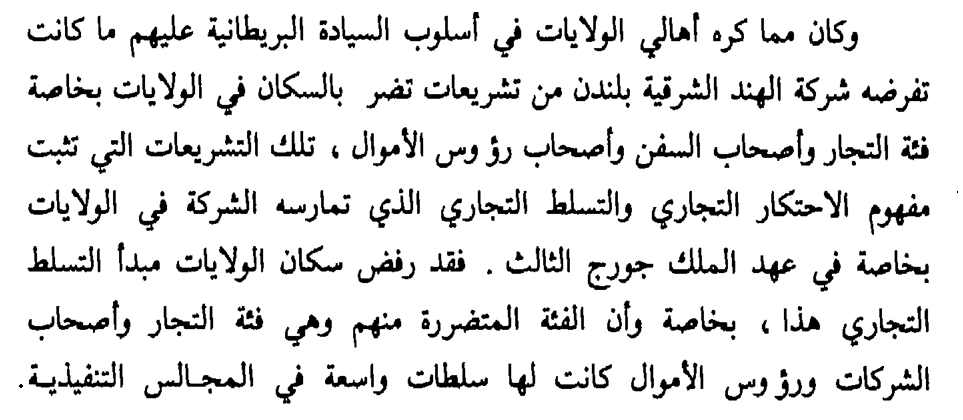 وكان مما كره أهالي الولايات في أسلوب السيادة البريطانية عليهم ما كانت
تفرضه شركة الهند الشرقية بلندن من تشريعات تضر بالسكان في الولايات بخاصة
فئة التجار وأصحاب السفن وأصحاب رؤوس الأموال ، تلك التشريعات التي تثبت
مفهوم الاحتكار التجاري والتسلط التجاري الذي تمارسه الشركة في الولايات
بخاصة في عهد الملك جورج الثالث . فقد رفض سكان الولايات مبدأ التسلط
التجاري هذا ، بخاصة وأن الفئة المتضررة منهم وهي فئة التجار وأصحاب
الشركات ورؤوس الأموال كانت لها سلطات واسعة في المجالس التنفيذية .